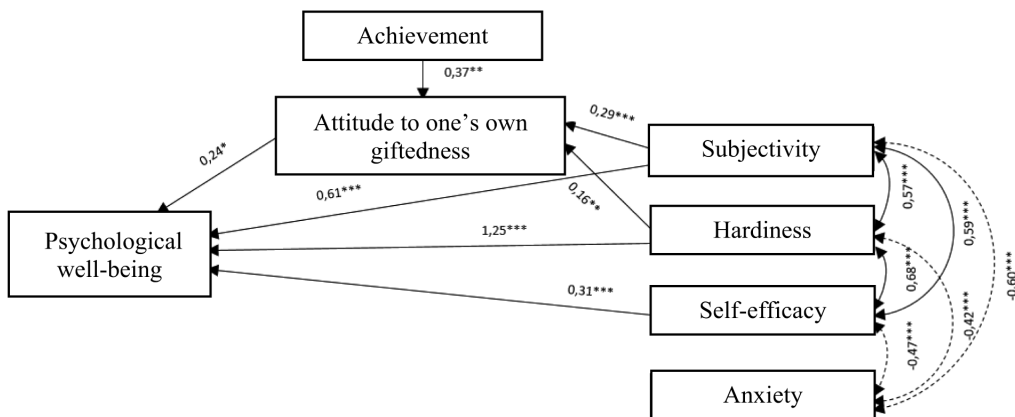 Achievement
0,37**
Attitude to one's own
giftedness
0,29***
Subjectivity
0,24*
0,61***
0,16**
0,57***
Psychological
well-being
1,25***
Hardiness
0,59***
-0,60***
0,68***
0,31***
Self-efficacy
-0,42***
-0,47***
Anxiety